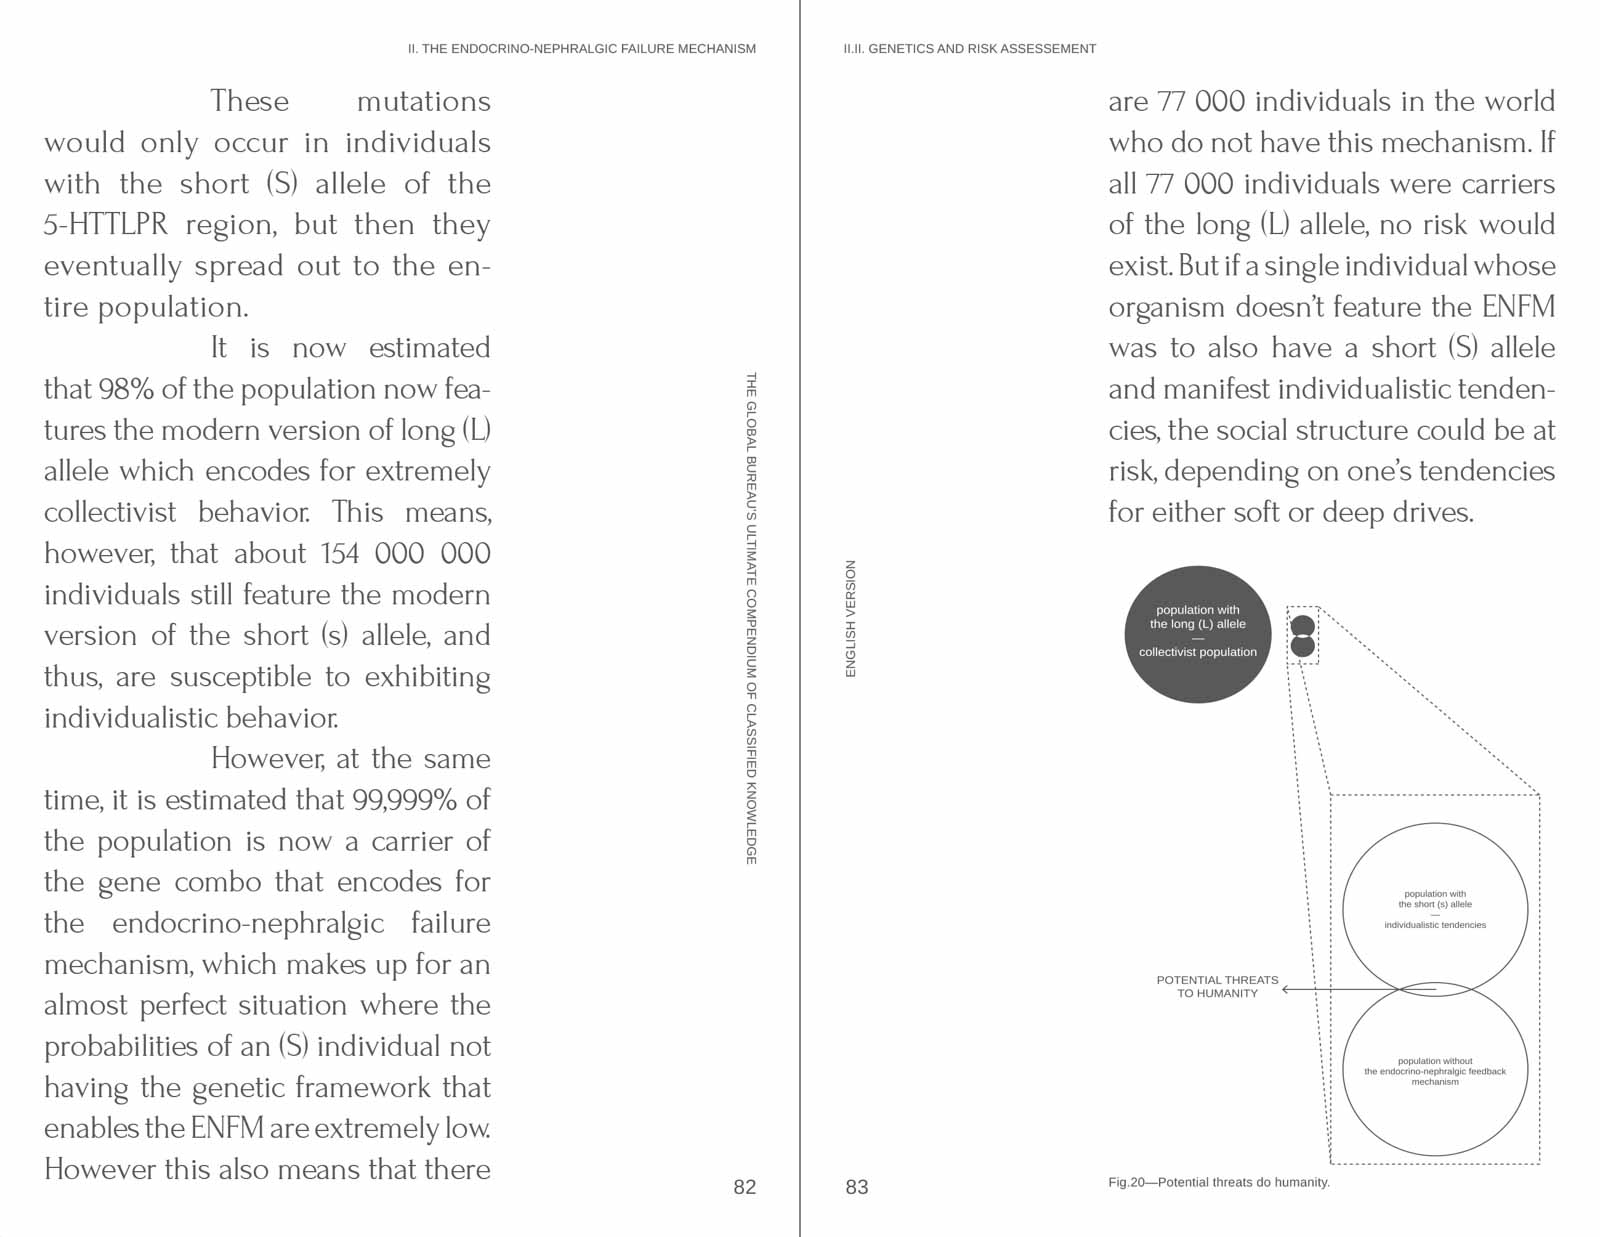 II. THE ENDOCRINO-NEPHRALGIC FAILURE MECHANISM
These mutations
would only occur in individuals
with the short (S) allele of the
5-HTTLPR region, but then they
eventually spread out to the en-
tire population.
It is now estimated
that 98% of the population now fea-
tures the modern version of long (L)
allele which encodes for extremely
collectivist behavior. This means,
however, that about 154 000 000
individuals still feature the modern
version of the short (s) allele, and
thus, are susceptible to exhibiting
individualistic behavior.
However, at the same
time, it is estimated that 99,999% of
the population is now a carrier of
the gene combo that encodes for
the endocrino-nephralgic failure
mechanism, which makes up for an
almost perfect situation where the
probabilities of an (S) individual not
having the genetic framework that
enables the ENFM are extremely low.
However this also means that there
THE GLOBAL BUREAU'S ULTIMATE COMPENDIUM OF CLASSIFIED KNOWLEDGE
82
II.II. GENETICS AND RISK ASSESSEMENT
are 77 000 individuals in the world
who do not have this mechanism. If
all 77 000 individuals were carriers
of the long (L) allele, no risk would
exist. But if a single individual whose
organism doesn't feature the ENFM
was to also have a short (S) allele
and manifest individualistic tenden-
cies, the social structure could be at
risk, depending on one's tendencies
for either soft or deep drives.
ENGLISH VERSION
population with
the long (L) allele
—
collectivist population
population with
the short (s) allele
—
individualistic tendencies
POTENTIAL THREATS
TO HUMANITY
population without
the endocrino-nephralgic feedback
mechanism
Fig.20—Potential threats do humanity.
83